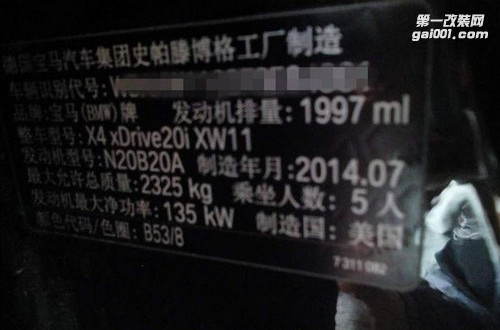 第一改装网
gai001.com
德国宝马汽车集团史帕滕博格工厂制造
车辆识别代号:
品牌: 宝马(BMW)牌 发动机排量: 1997 ml
整车型号: X4 xDrive20i XW11
发动机型号: N20B20A 制造年月: 2014.07
最大允许总质量: 2325 kg 乘坐人数: 5 人
发动机最大净功率: 135 kW 制造国: 美国
颜色代码/色圈: B53/8
7 311 082